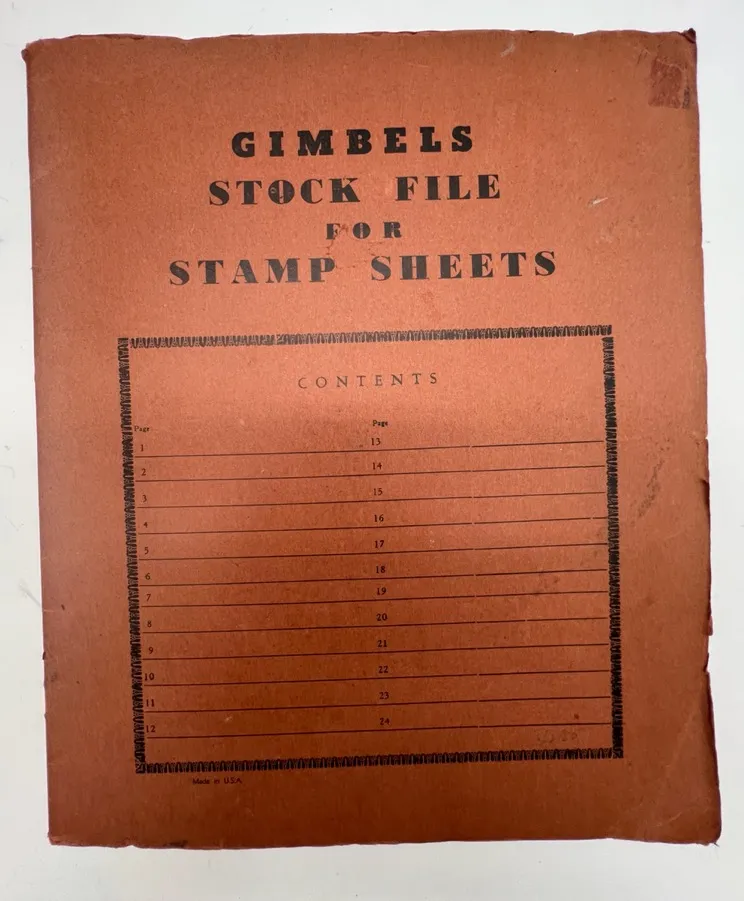 GIMBELS
STOCK FILE
FOR
STAMP SHEETS
CONTENTS
Page Page
1 13
2 14
3 15
4 16
5 17
6 18
7 19
8 20
9 21
10 22
11 23
12 24
Made in U.S.A.